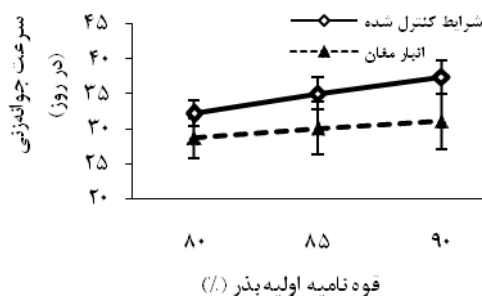 شرایط کنترل شده
انبار مغان
سرعت جوانه‌زنی
(در روز)
۴۵
۴۰
۳۵
۳۰
۲۵
۲۰
۸۰ ۸۵ ۹۰
قوه نامیه اولیه بذر (٪)